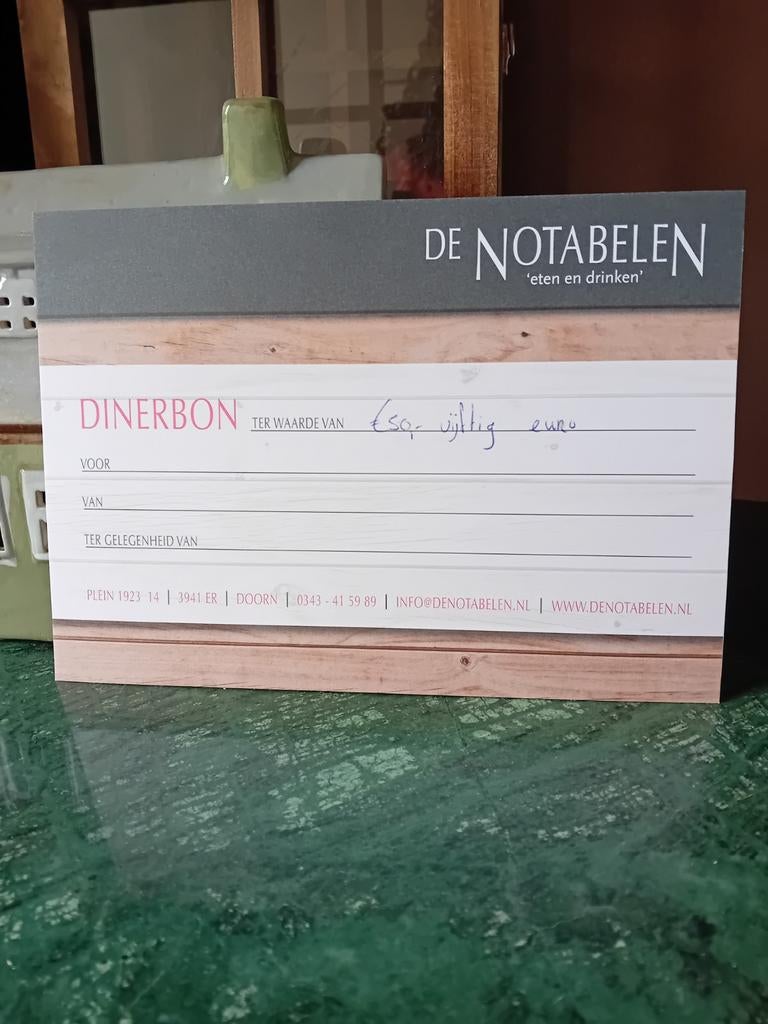 DE NOTABELEN
'eten en drinken'
DINERBON TER WAARDE VAN €50,- vijftig euro
VOOR
VAN
TER GELEGENHEID VAN
PLEIN 1923 14 | 3941 ER | DOORN | 0343 - 41 59 89 | INFO@DENOTABELEN.NL | WWW.DENOTABELEN.NL